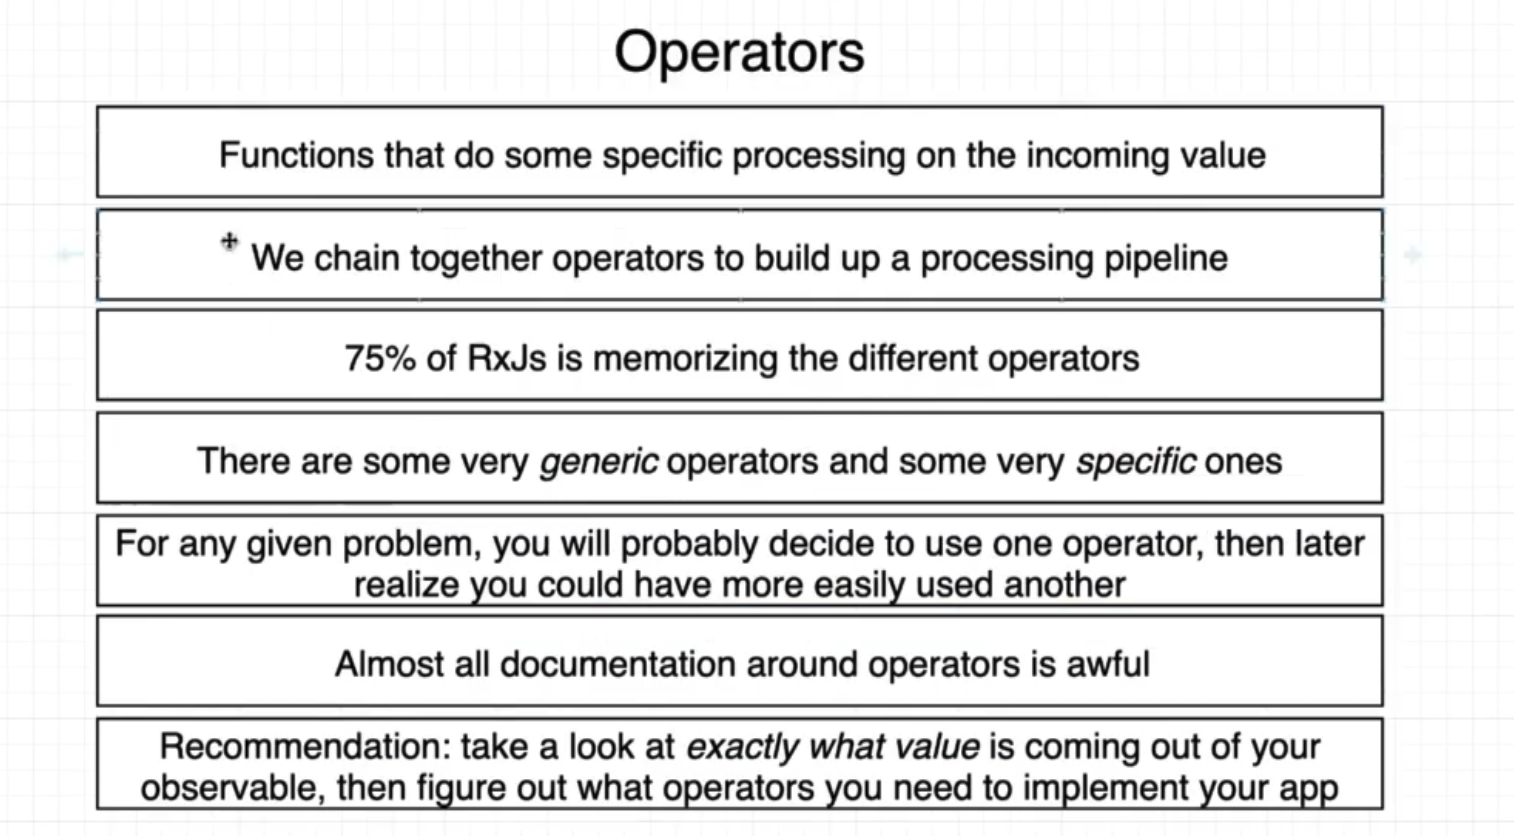 Operators
Functions that do some specific processing on the incoming value
We chain together operators to build up a processing pipeline
75% of RxJs is memorizing the different operators
There are some very generic operators and some very specific ones
For any given problem, you will probably decide to use one operator, then later
realize you could have more easily used another
Almost all documentation around operators is awful
Recommendation: take a look at exactly what value is coming out of your
observable, then figure out what operators you need to implement your app